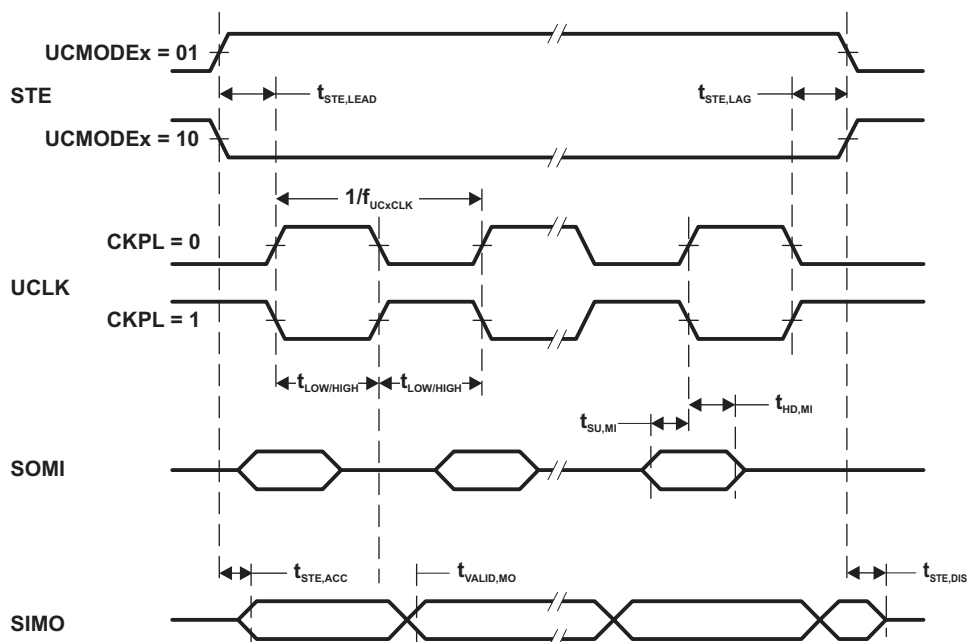 UCMODEx = 01
STE
tSTE,LEAD
tSTE,LAG
UCMODEx = 10
1/fUCxCLK
CKPL = 0
UCLK
CKPL = 1
tLOW/HIGH tLOW/HIGH
tHD,MI
tSU,MI
SOMI
tSTE,ACC
tVALID,MO
tSTE,DIS
SIMO